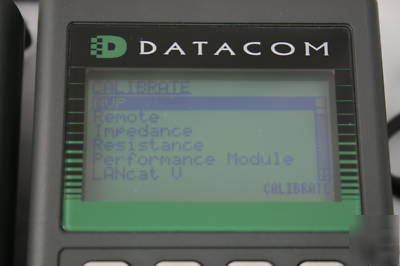 DATACOM
CALIBRATE
NVP
Remote
Impedance
Resistance
Performance Module
LANcat V
CALIBRATE